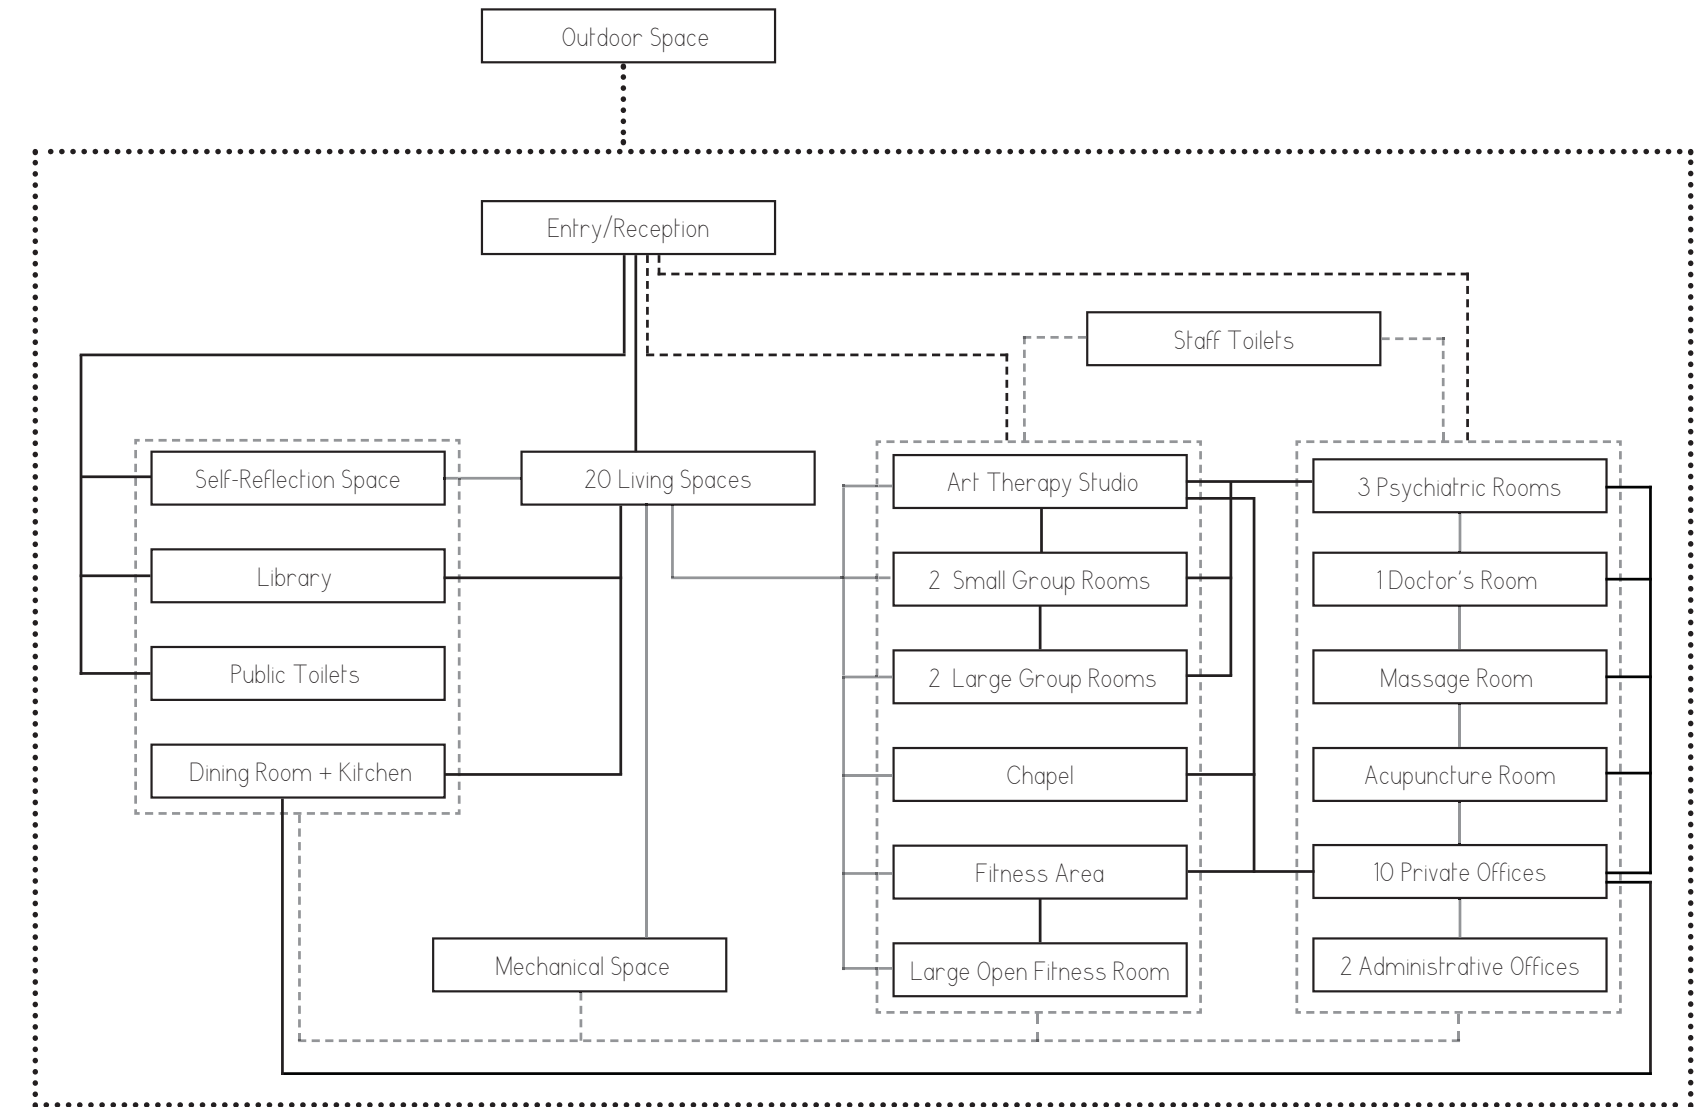 Outdoor Space
Entry/Reception
Staff Toilets
Self-Reflection Space
Library
Public Toilets
Dining Room + Kitchen
20 Living Spaces
Mechanical Space
Art Therapy Studio
2 Small Group Rooms
2 Large Group Rooms
Chapel
Fitness Area
Large Open Fitness Room
3 Psychiatric Rooms
1 Doctor's Room
Massage Room
Acupuncture Room
10 Private Offices
2 Administrative Offices